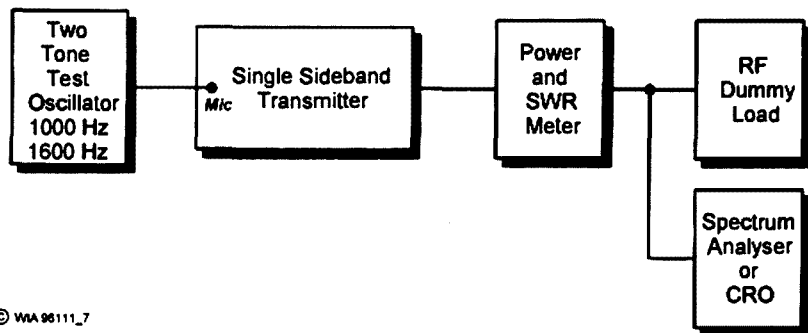 Two
Tone
Test
Oscillator
1000 Hz
1600 Hz
Mic
Single Sideband
Transmitter
Power
and
SWR
Meter
RF
Dummy
Load
Spectrum
Analyser
or
CRO
© WIA 96111_7